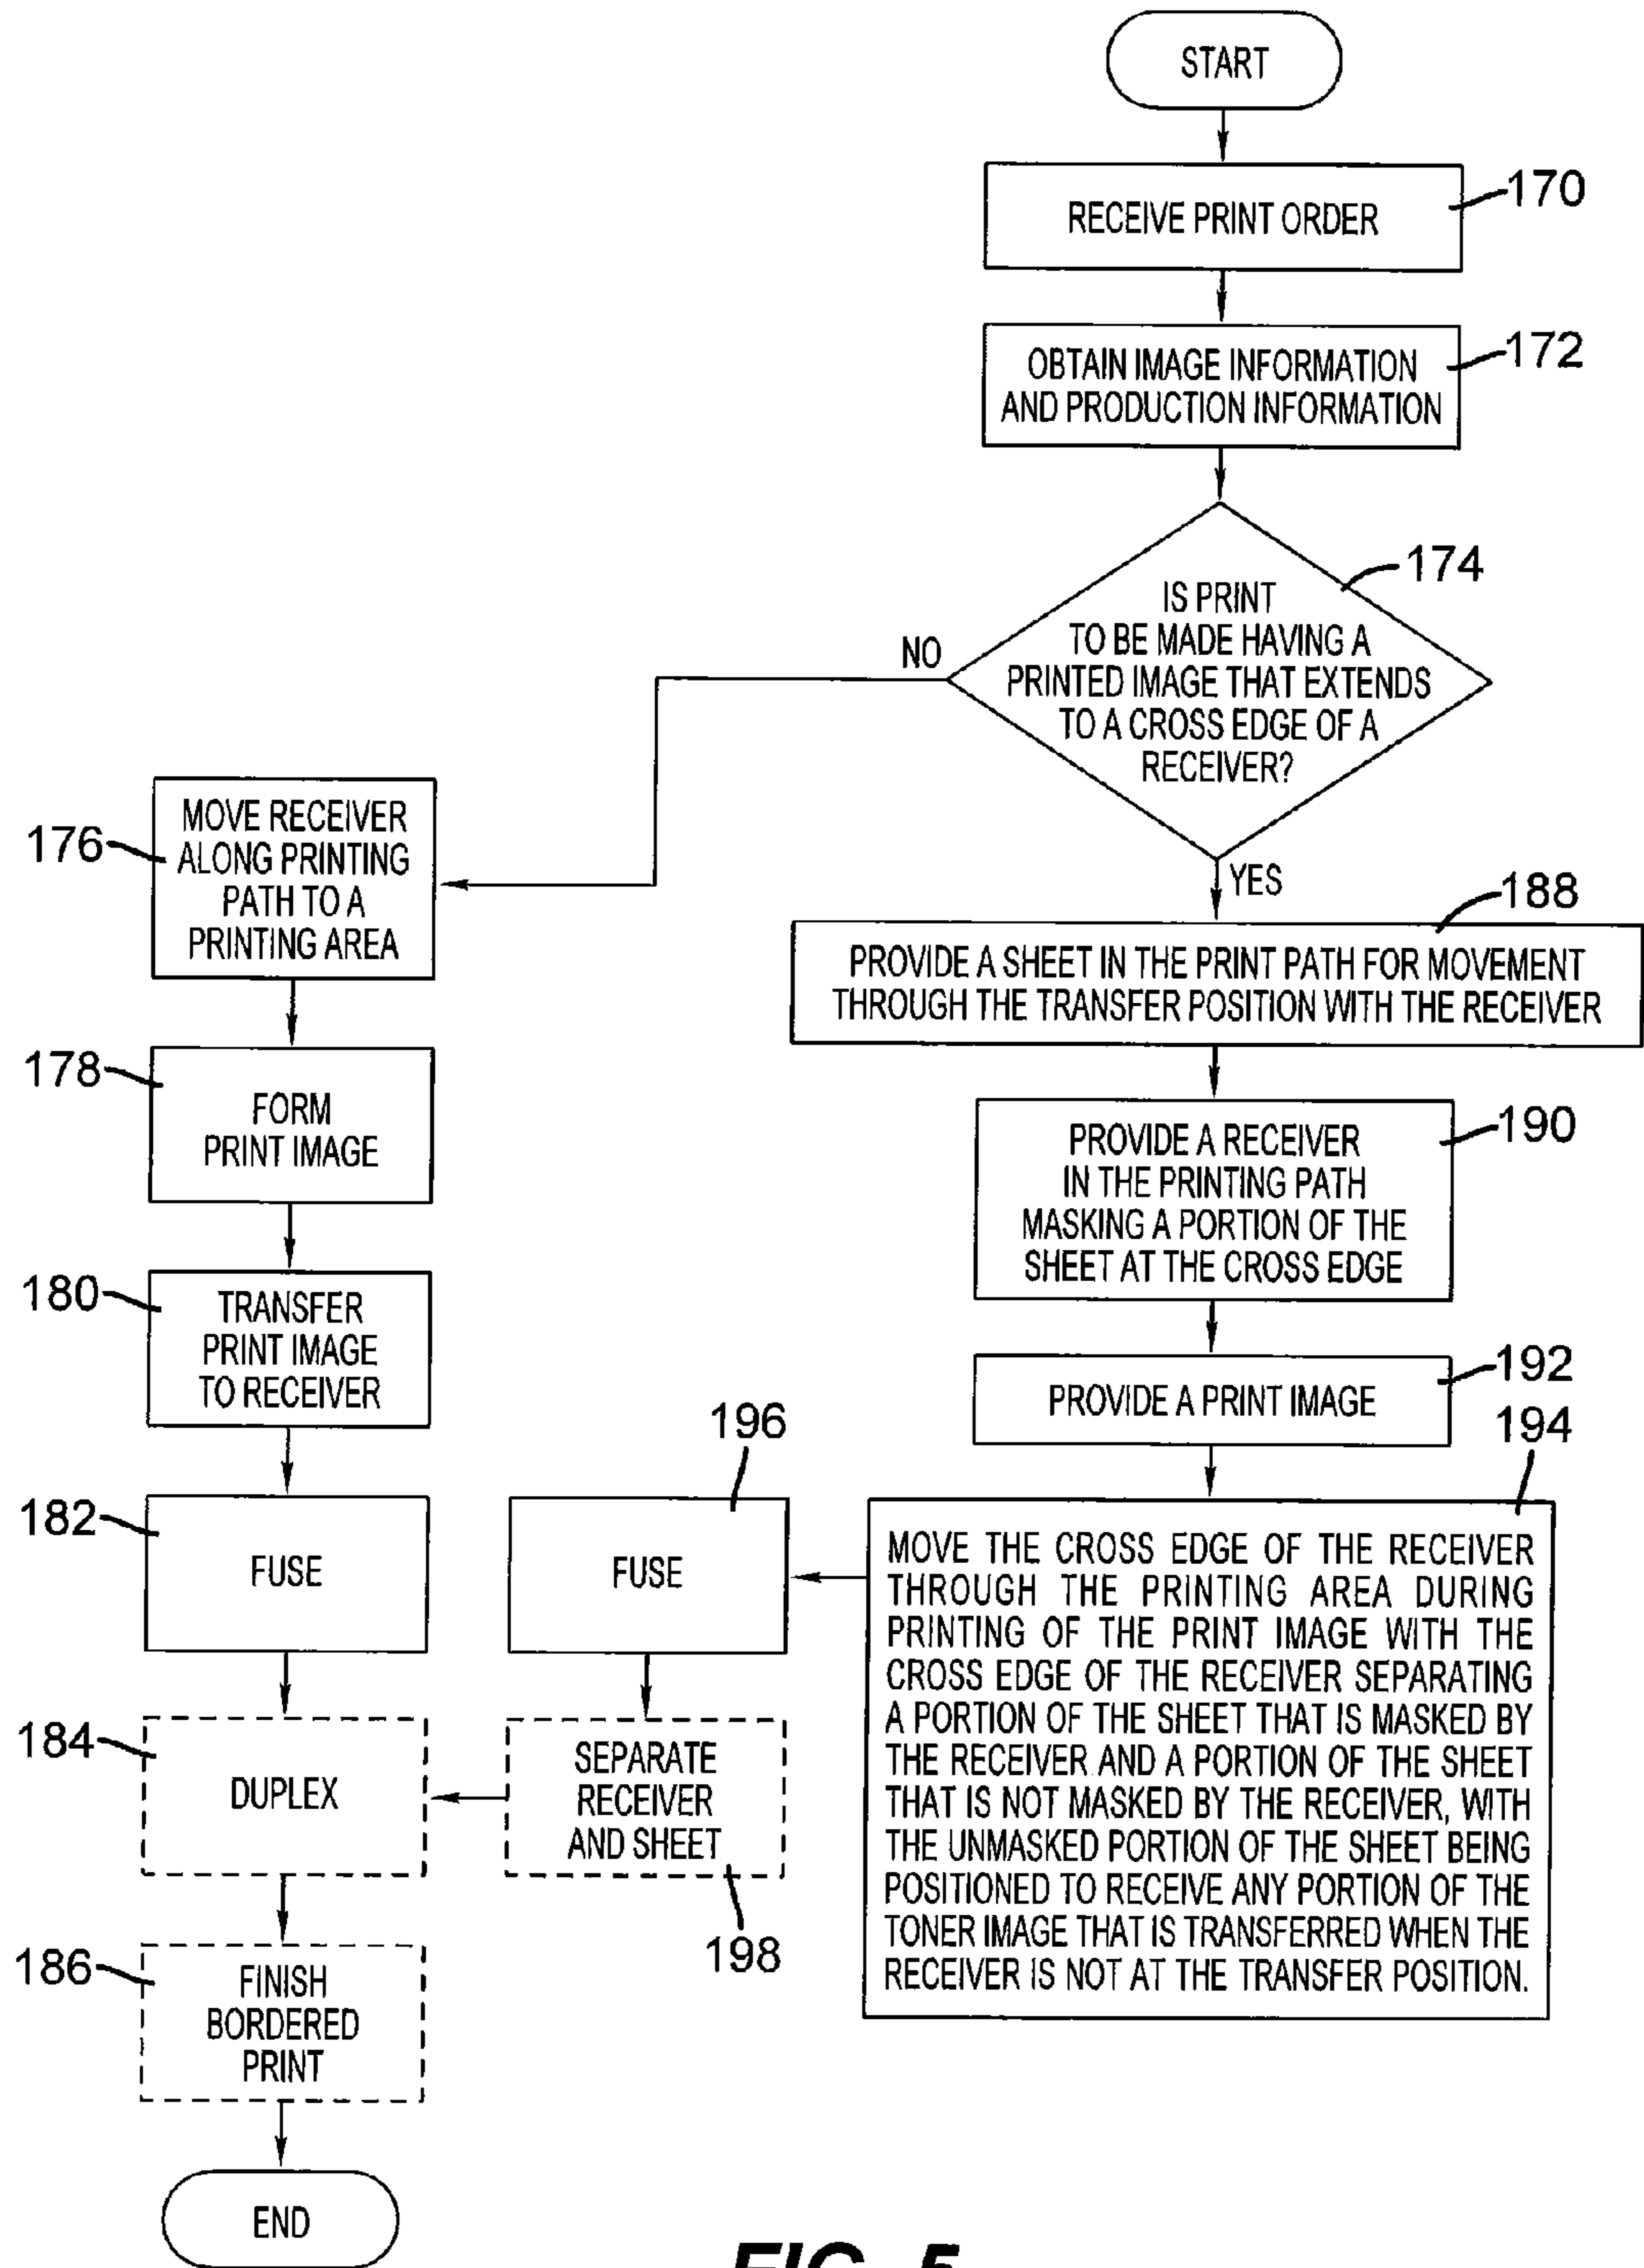 START
RECEIVE PRINT ORDER
170
OBTAIN IMAGE INFORMATION
AND PRODUCTION INFORMATION
172
IS PRINT
TO BE MADE HAVING A
PRINTED IMAGE THAT EXTENDS
TO A CROSS EDGE OF A
RECEIVER?
174
NO
YES
176
MOVE RECEIVER
ALONG PRINTING
PATH TO A
PRINTING AREA
178
FORM
PRINT IMAGE
180
TRANSFER
PRINT IMAGE
TO RECEIVER
182
FUSE
184
DUPLEX
186
FINISH
BORDERED
PRINT
END
188
PROVIDE A SHEET IN THE PRINT PATH FOR MOVEMENT
THROUGH THE TRANSFER POSITION WITH THE RECEIVER
190
PROVIDE A RECEIVER
IN THE PRINTING PATH
MASKING A PORTION OF THE
SHEET AT THE CROSS EDGE
192
PROVIDE A PRINT IMAGE
194
MOVE THE CROSS EDGE OF THE RECEIVER
THROUGH THE PRINTING AREA DURING
PRINTING OF THE PRINT IMAGE WITH THE
CROSS EDGE OF THE RECEIVER SEPARATING
A PORTION OF THE SHEET THAT IS MASKED BY
THE RECEIVER AND A PORTION OF THE SHEET
THAT IS NOT MASKED BY THE RECEIVER, WITH
THE UNMASKED PORTION OF THE SHEET BEING
POSITIONED TO RECEIVE ANY PORTION OF THE
TONER IMAGE THAT IS TRANSFERRED WHEN THE
RECEIVER IS NOT AT THE TRANSFER POSITION.
196
FUSE
SEPARATE
RECEIVER
AND SHEET
198
FIG. 5